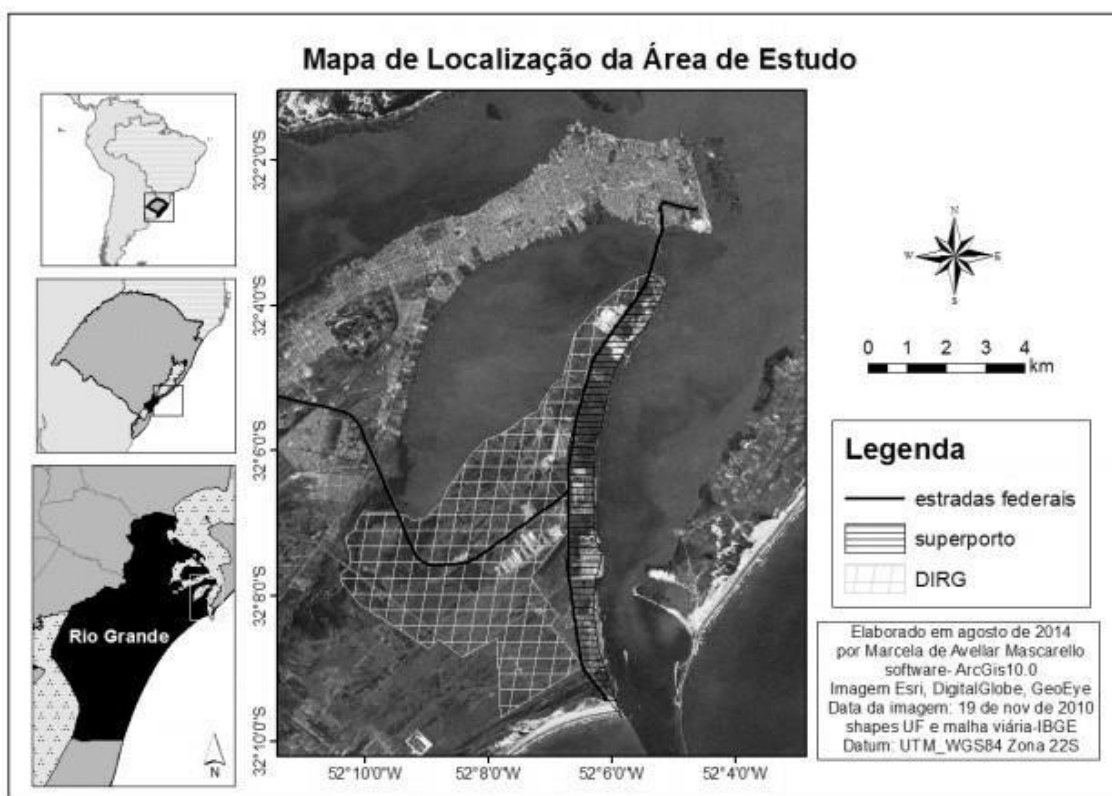 Mapa de Localização da Área de Estudo
32°2'0"S
32°4'0"S
32°6'0"S
32°8'0"S
32°10'0"S
52°10'0"W
52°8'0"W
52°6'0"W
52°4'0"W
Rio Grande
N
N
W
E
S
0 1 2 3 4
km
Legenda
estradas federais
superporto
DIRG
Elaborado em agosto de 2014
por Marcela de Avellar Mascarello
software- ArcGis10.0
Imagem Esri, DigitalGlobe, GeoEye
Data da imagem: 19 de nov de 2010
shapes UF e malha viária-IBGE
Datum: UTM_WGS84 Zona 22S